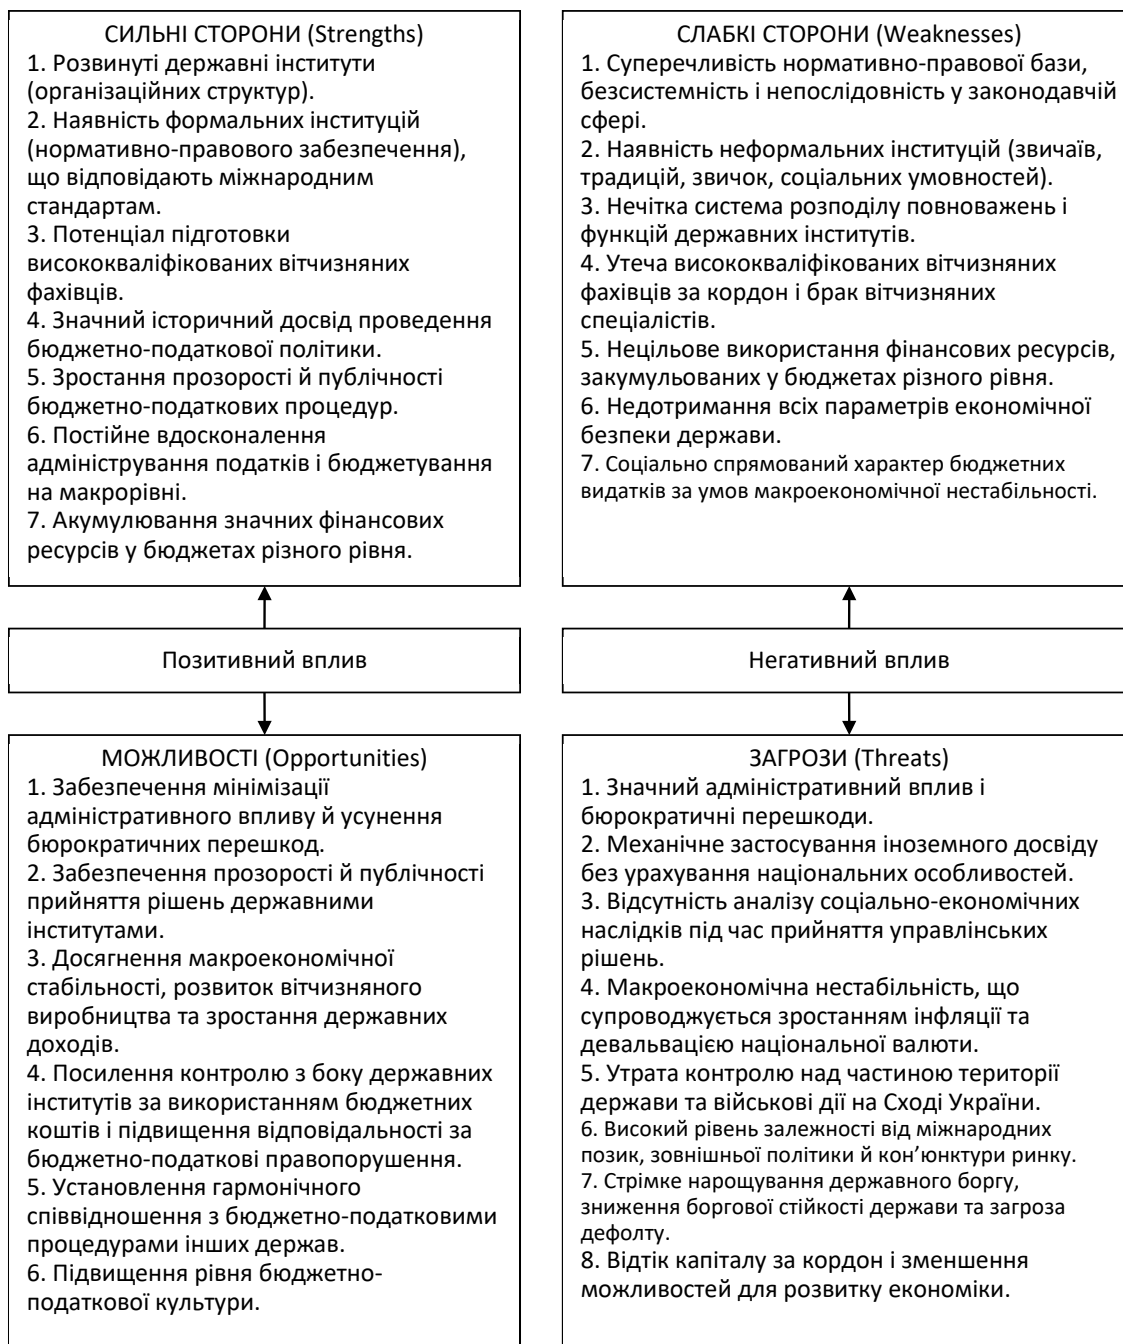 СИЛЬНІ СТОРОНИ (Strengths)
1. Розвинуті державні інститути
(організаційних структур).
2. Наявність формальних інституцій
(нормативно-правового забезпечення),
що відповідають міжнародним
стандартам.
3. Потенціал підготовки
висококваліфікованих вітчизняних
фахівців.
4. Значний історичний досвід проведення
бюджетно-податкової політики.
5. Зростання прозорості й публічності
бюджетно-податкових процедур.
6. Постійне вдосконалення
адміністрування податків і бюджетування
на макрорівні.
7. Акумулювання значних фінансових
ресурсів у бюджетах різного рівня.
СЛАБКІ СТОРОНИ (Weaknesses)
1. Суперечливість нормативно-правової бази,
безсистемність і непослідовність у законодавчій
сфері.
2. Наявність неформальних інституцій (звичаїв,
традицій, звичок, соціальних умовностей).
3. Нечітка система розподілу повноважень і
функцій державних інститутів.
4. Утеча висококваліфікованих вітчизняних
фахівців за кордон і брак вітчизняних
спеціалістів.
5. Нецільове використання фінансових ресурсів,
закумульованих у бюджетах різного рівня.
6. Недотримання всіх параметрів економічної
безпеки держави.
7. Соціально спрямований характер бюджетних
видатків за умов макроекономічної нестабільності.
Позитивний вплив
Негативний вплив
МОЖЛИВОСТІ (Opportunities)
1. Забезпечення мінімізації
адміністративного впливу й усунення
бюрократичних перешкод.
2. Забезпечення прозорості й публічності
прийняття рішень державними
інститутами.
3. Досягнення макроекономічної
стабільності, розвиток вітчизняного
виробництва та зростання державних
доходів.
4. Посилення контролю з боку державних
інститутів за використанням бюджетних
коштів і підвищення відповідальності за
бюджетно-податкові правопорушення.
5. Установлення гармонічного
співвідношення з бюджетно-податковими
процедурами інших держав.
6. Підвищення рівня бюджетно-
податкової культури.
ЗАГРОЗИ (Threats)
1. Значний адміністративний вплив і
бюрократичні перешкоди.
2. Механічне застосування іноземного досвіду
без урахування національних особливостей.
3. Відсутність аналізу соціально-економічних
наслідків під час прийняття управлінських
рішень.
4. Макроекономічна нестабільність, що
супроводжується зростанням інфляції та
девальвацією національної валюти.
5. Утрата контролю над частиною території
держави та військові дії на Сході України.
6. Високий рівень залежності від міжнародних
позик, зовнішньої політики й кон’юнктури ринку.
7. Стрімке нарощування державного боргу,
зниження боргової стійкості держави та загроза
дефолту.
8. Відтік капіталу за кордон і зменшення
можливостей для розвитку економіки.